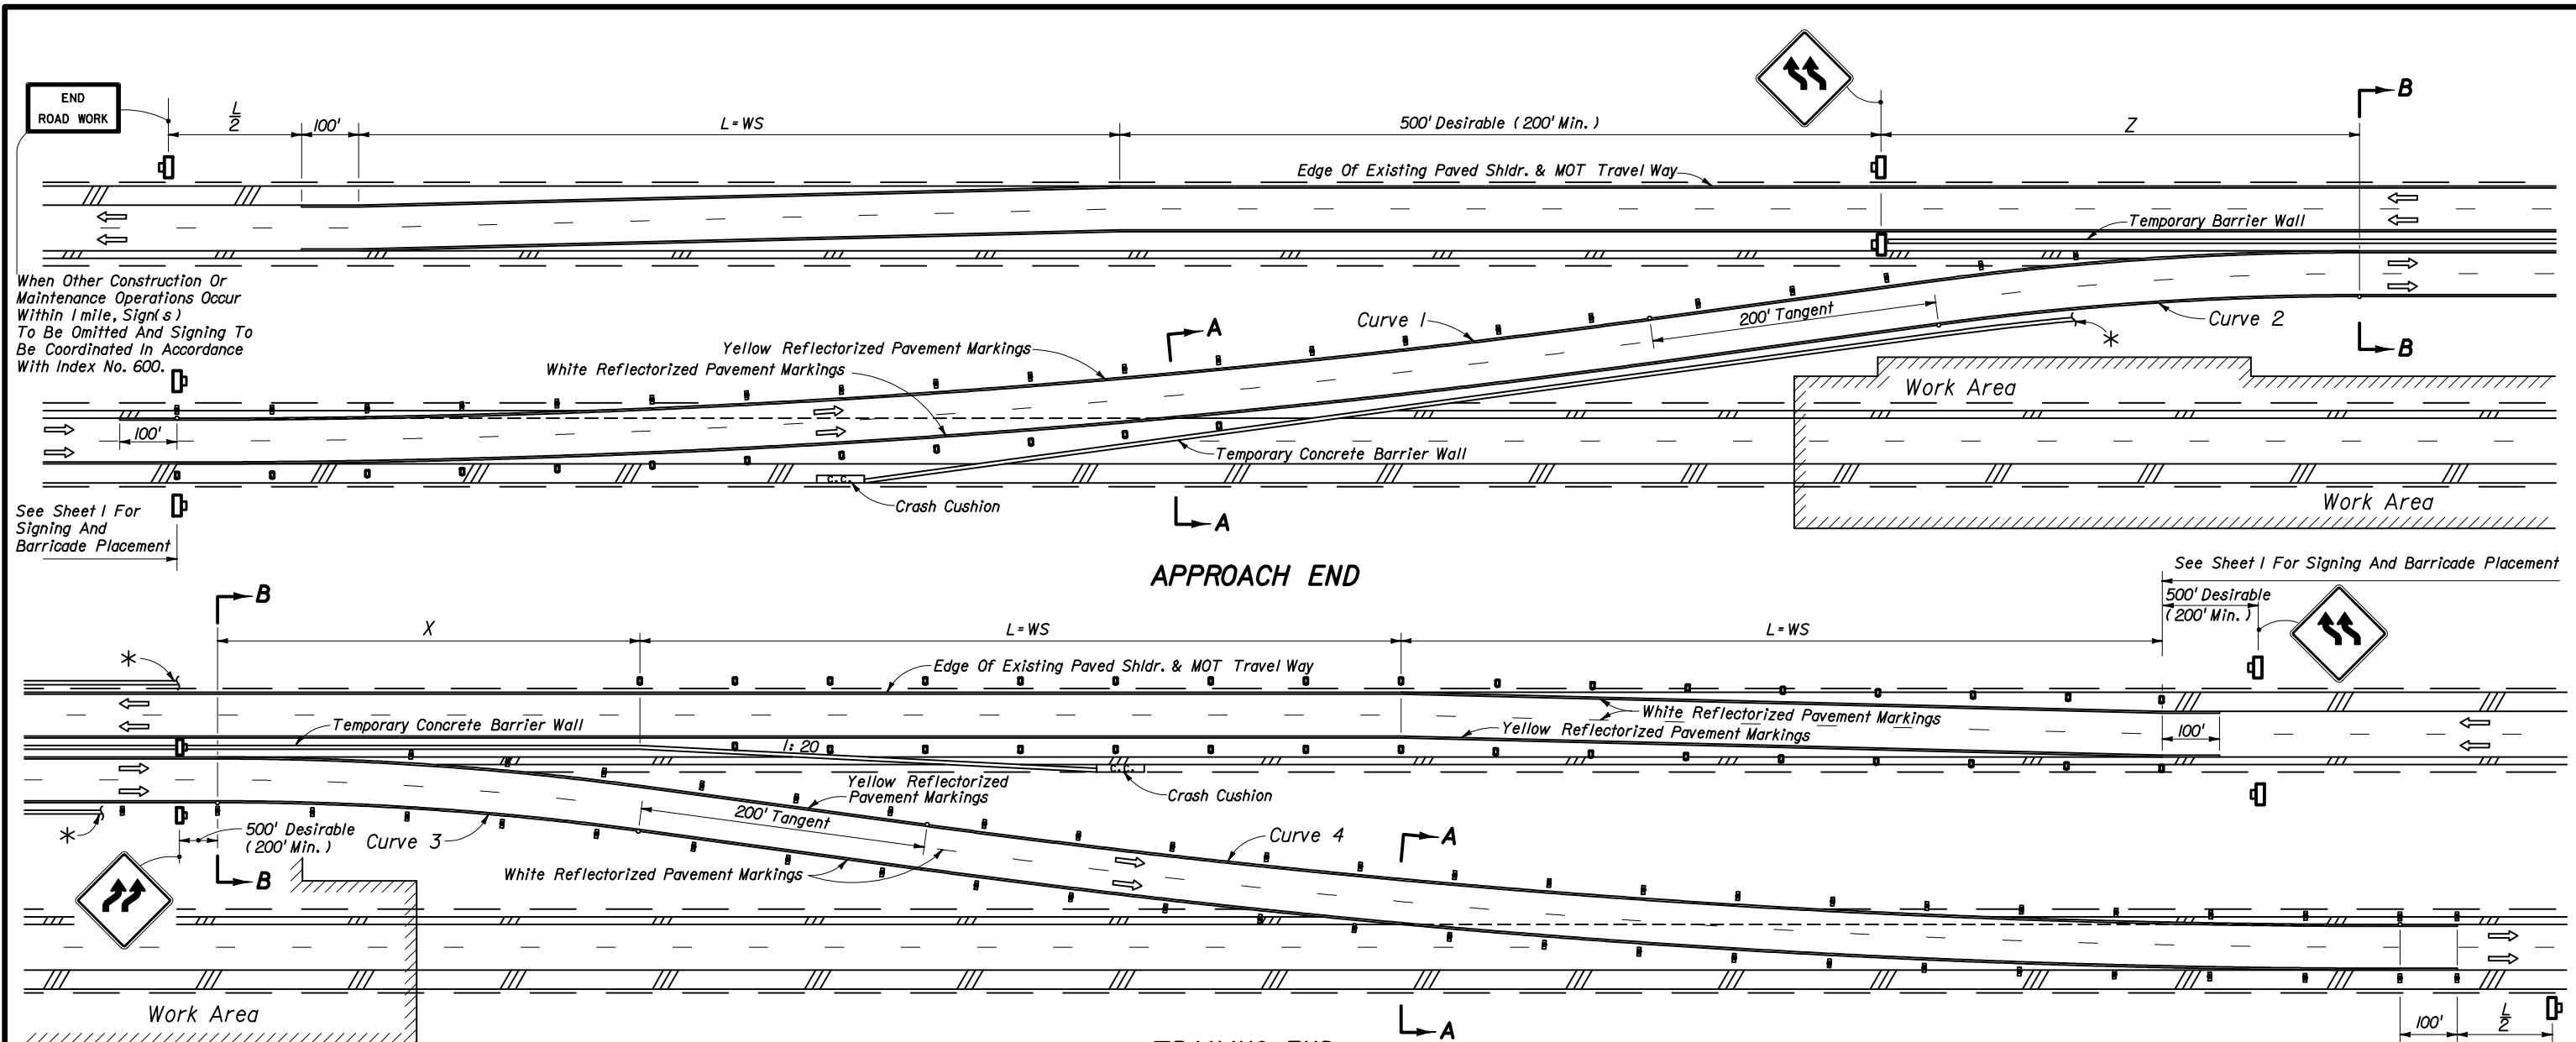 END
ROAD WORK
L
2
100'
L=WS
500' Desirable (200' Min.)
Z
B
Edge Of Existing Paved Shldr. & MOT Travel Way
Temporary Barrier Wall
When Other Construction Or
Maintenance Operations Occur
Within 1 mile, Sign(s)
To Be Omitted And Signing To
Be Coordinated In Accordance
With Index No. 600.
A
Curve 1
200' Tangent
Curve 2
*
B
Yellow Reflectorized Pavement Markings
White Reflectorized Pavement Markings
Work Area
100'
Temporary Concrete Barrier Wall
C.C.
Crash Cushion
A
Work Area
See Sheet 1 For
Signing And
Barricade Placement
APPROACH END
See Sheet 1 For Signing And Barricade Placement
B
500' Desirable
(200' Min.)
X
L=WS
L=WS
*
Edge Of Existing Paved Shldr. & MOT Travel Way
Temporary Concrete Barrier Wall
1:20
White Reflectorized Pavement Markings
Yellow Reflectorized Pavement Markings
100'
C.C.
Yellow Reflectorized
Pavement Markings
Crash Cushion
200' Tangent
*
500' Desirable
(200' Min.)
Curve 3
Curve 4
A
B
White Reflectorized Pavement Markings
Work Area
A
100'
L
2